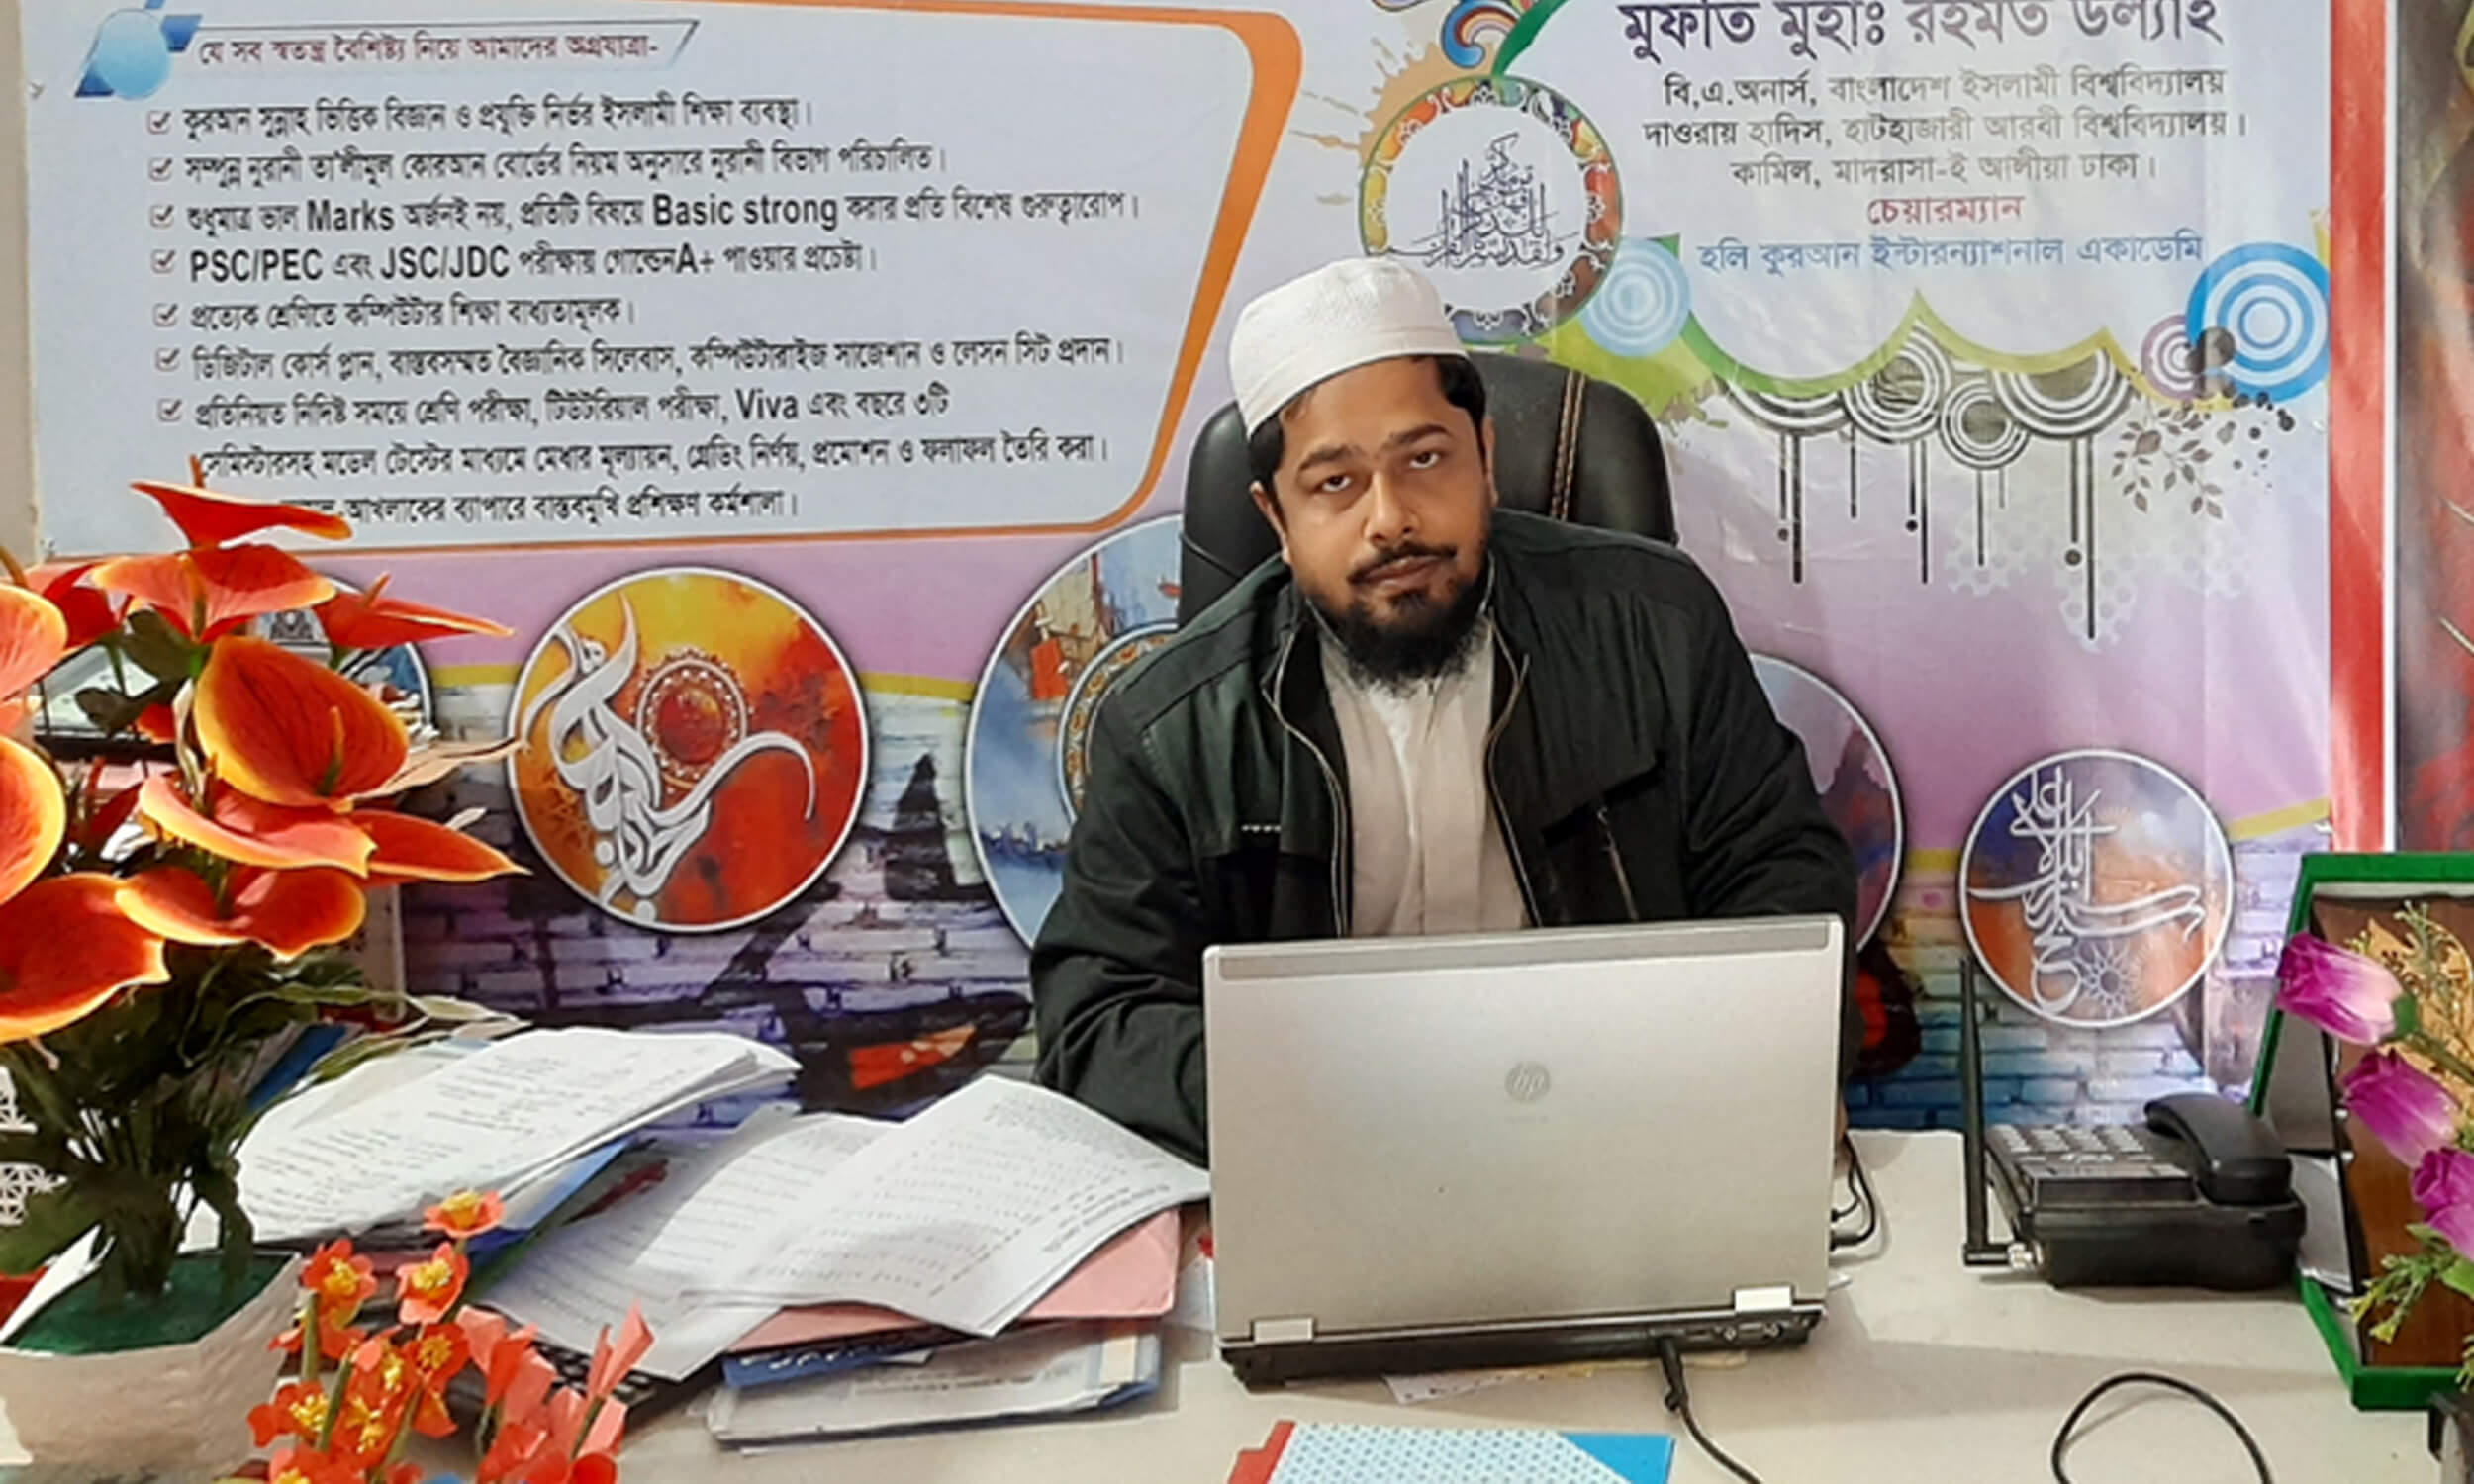 যে সব স্বতন্ত্র বৈশিষ্ট্য নিয়ে আমাদের অগ্রযাত্রা-
কুরআন সুন্নাহ ভিত্তিক বিজ্ঞান ও প্রযুক্তি নির্ভর ইসলামী শিক্ষা ব্যবস্থা।
সম্পুন্ন নুরানী তা'লীমুল কোরআন বোর্ডের নিয়ম অনুসারে নুরানী বিভাগ পরিচালিত।
শুধুমাত্র ভাল Marks অর্জনই নয়, প্রতিটি বিষয়ে Basic strong করার প্রতি বিশেষ গুরুত্বারোপ।
PSC/PEC এবং JSC/JDC পরীক্ষায় গোল্ডেনA+ পাওয়ার প্রচেষ্টা।
প্রত্যেক শ্রেণিতে কম্পিউটার শিক্ষা বাধ্যতামূলক।
ডিজিটাল কোর্স প্লান, বাস্তবসম্মত বৈজ্ঞানিক সিলেবাস, কম্পিউটারাইজ সাজেশান ও লেসন সিট প্রদান।
প্রতিনিয়ত নিদিষ্ট সময়ে শ্রেণি পরীক্ষা, টিউটরিয়াল পরীক্ষা, Viva এবং বছরে ৩টি
সেমিস্টারসহ মডেল টেস্টের মাধ্যমে মেধার মূল্যায়ন, গ্রেডিং নির্ণয়, প্রমোশন ও ফলাফল তৈরি করা।
আখলাকের ব্যাপারে বাস্তবমুখি প্রশিক্ষণ কর্মশালা।
মুফতি মুহাঃ রহমত উল্যাহ
বি,এ.অনার্স, বাংলাদেশ ইসলামী বিশ্ববিদ্যালয়
দাওরায় হাদিস, হাটহাজারী আরবী বিশ্ববিদ্যালয়।
কামিল, মাদরাসা-ই আলীয়া ঢাকা।
চেয়ারম্যান
হলি কুরআন ইন্টারন্যাশনাল একাডেমি
hp